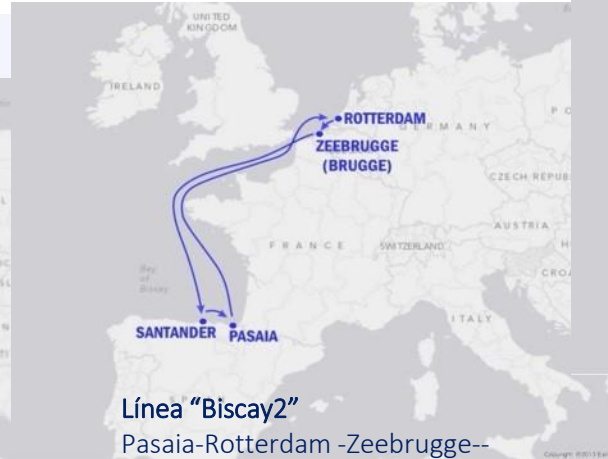 UNITED
KINGDOM
IRELAND
ROTTERDAM
GERMANY
ZEEBRUGGE
(BRUGGE)
CZECH REPUB
AUSTRIA
FRANCE
SWITZERLAND
CRO
Bay
of
Biscay
ITALY
SANTANDER
PASAIA
Línea “Biscay2”
Pasaia-Rotterdam -Zeebrugge--